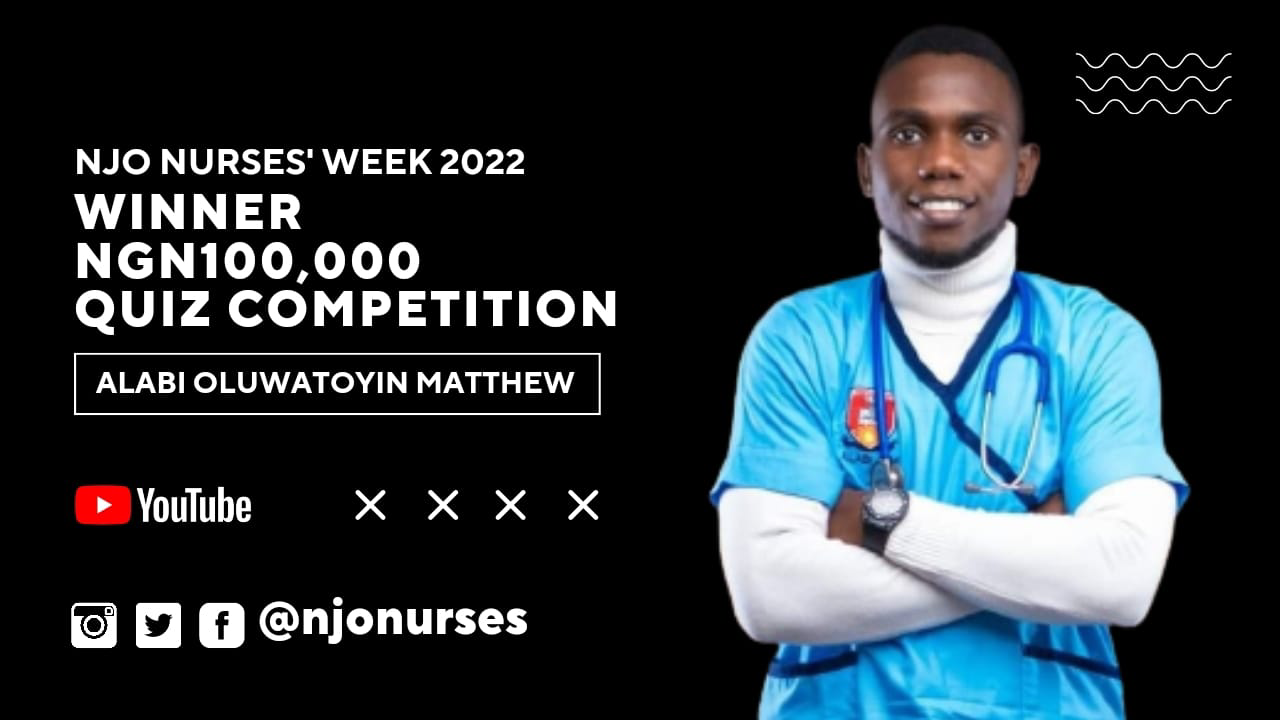 NJO NURSES' WEEK 2022
WINNER
NGN100,000
QUIZ COMPETITION
ALABI OLUWATOYIN MATTHEW
YouTube
@njonurses